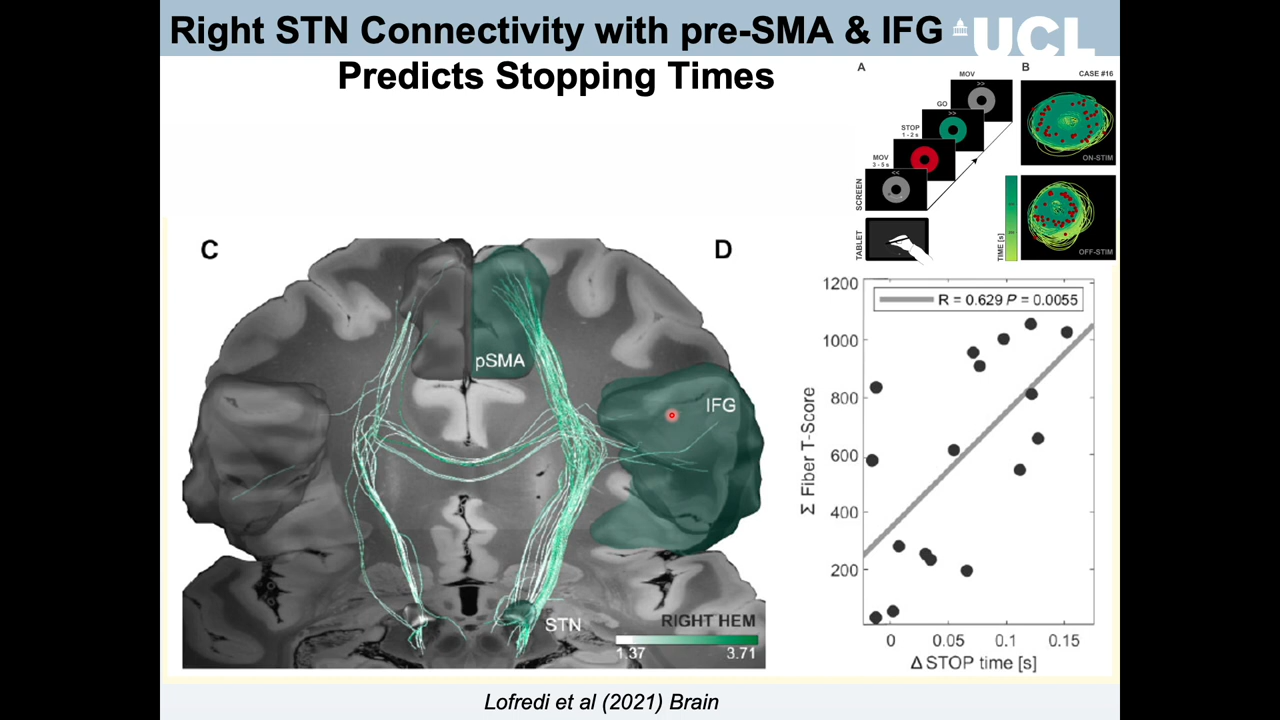 Right STN Connectivity with pre-SMA & IFG
UCL
Predicts Stopping Times
A
MOV
>>
GO
>>
STOP
1 - 2 s
MOV
3 - 5 s
<<
SCREEN
TABLET
B
CASE #16
ON-STIM
TIME [s]
OFF-STIM
C
pSMA
IFG
STN
RIGHT HEM
1.37
3.71
D
R = 0.629 P = 0.0055
1200
1000
800
600
400
200
Σ Fiber T-Score
0
0.05
0.1
0.15
Δ STOP time [s]
Lofredi et al (2021) Brain